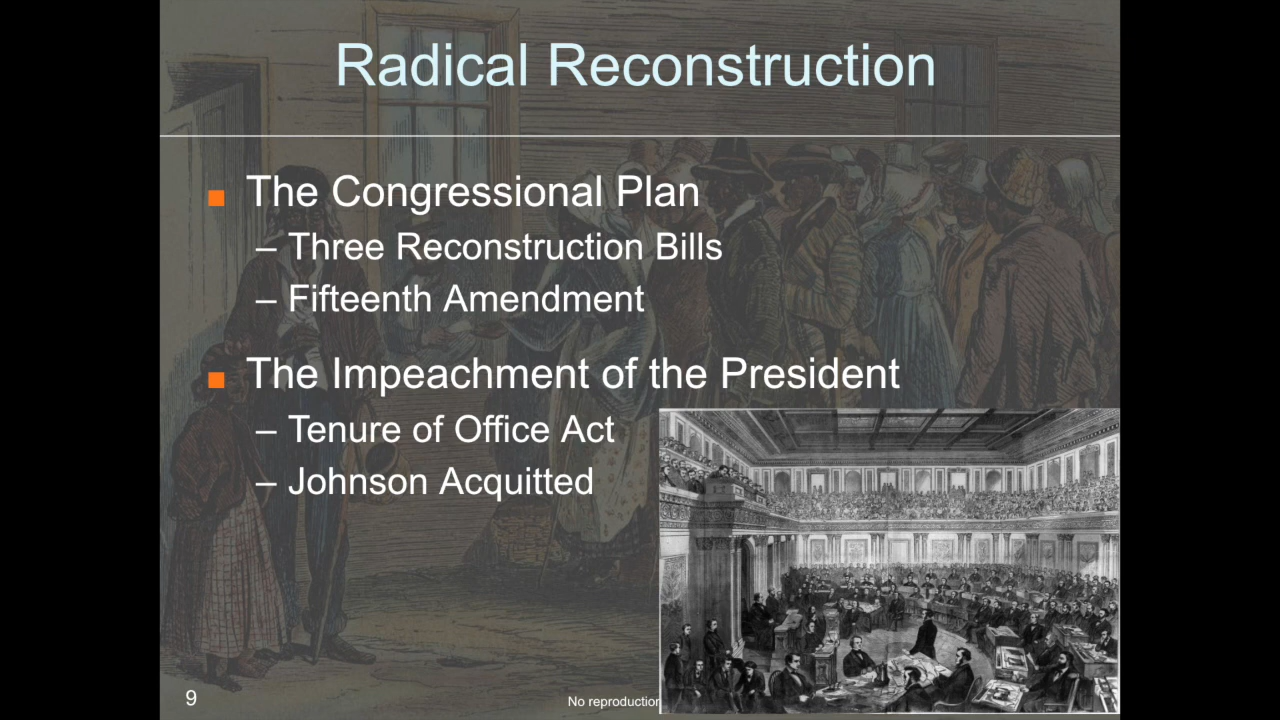 Radical Reconstruction
The Congressional Plan
– Three Reconstruction Bills
– Fifteenth Amendment
The Impeachment of the President
– Tenure of Office Act
– Johnson Acquitted
9
No reproduction